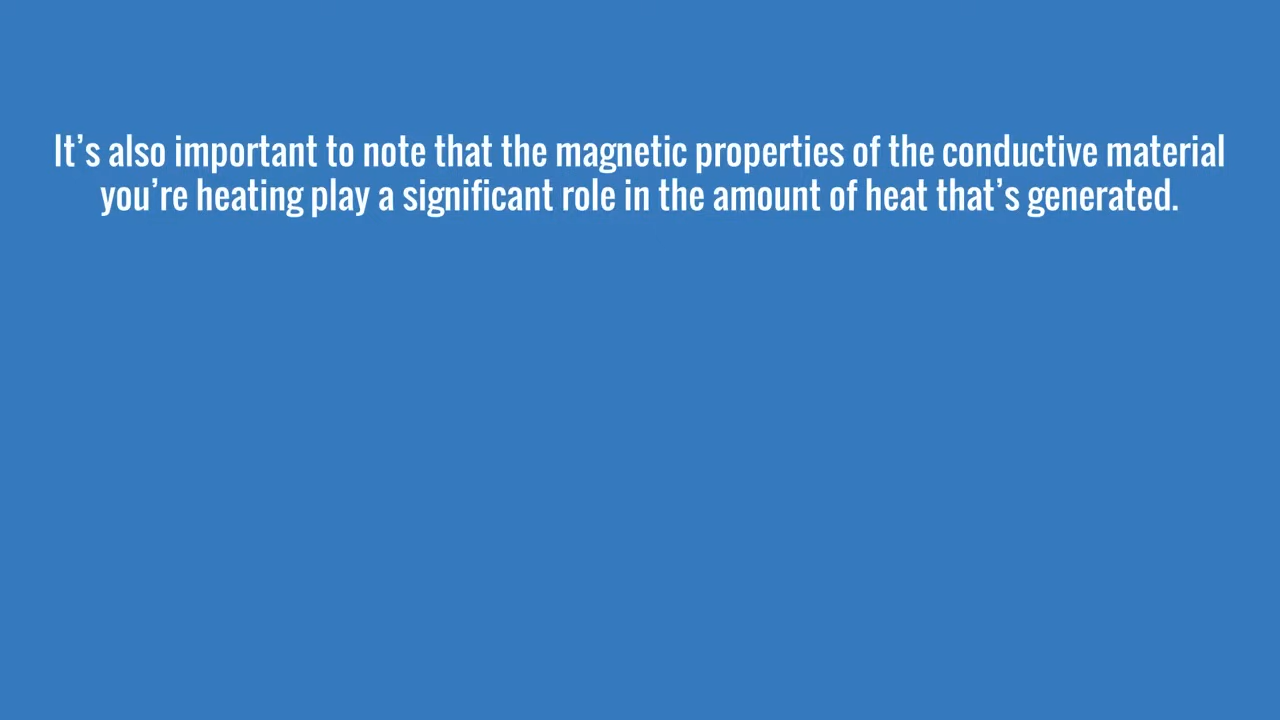 It’s also important to note that the magnetic properties of the conductive material
you’re heating play a significant role in the amount of heat that’s generated.